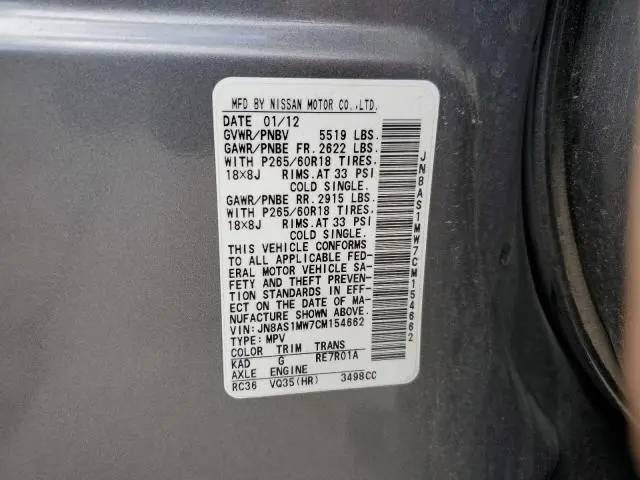 MFD BY NISSAN MOTOR CO.,LTD.
DATE 01/12
GVWR/PNBV 5519 LBS.
GAWR/PNBE FR. 2622 LBS.
WITH P265/60R18 TIRES.
18×8J RIMS. AT 33 PSI
COLD SINGLE.
GAWR/PNBE RR. 2915 LBS.
WITH P265/60R18 TIRES.
18×8J RIMS. AT 33 PSI
COLD SINGLE.
THIS VEHICLE CONFORMS
TO ALL APPLICABLE FED-
ERAL MOTOR VEHICLE SA-
FETY AND THEFT PREVEN-
TION STANDARDS IN EFF-
ECT ON THE DATE OF MA-
NUFACTURE SHOWN ABOVE.
VIN: JN8AS1MW7CM154662
TYPE: MPV
COLOR TRIM TRANS
KAD G RE7R01A
AXLE ENGINE
RC36 VQ35(HR) 3498CC
JN8AS1MW7CM154662